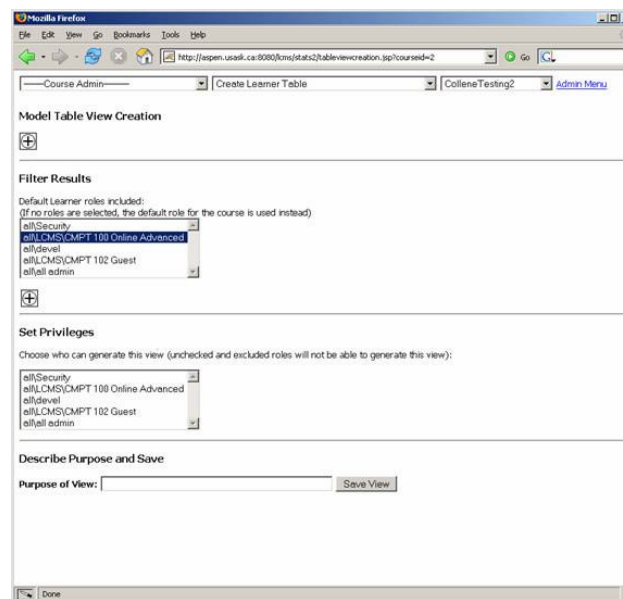 Mozilla Firefox
File Edit View Go Bookmarks Tools Help
http://aspen.usask.ca:8080/lcms/stats2/tableviewcreation.jsp?courseid=2 Go G
-----Course Admin----- Create Learner Table ColleneTesting2 Admin Menu
Model Table View Creation
Filter Results
Default Learner roles included:
(If no roles are selected, the default role for the course is used instead)
all\Security
all\LCMS\CMPT 100 Online Advanced
all\devel
all\LCMS\CMPT 102 Guest
all\all admin
Set Privileges
Choose who can generate this view (unchecked and excluded roles will not be able to generate this view):
all\Security
all\LCMS\CMPT 100 Online Advanced
all\devel
all\LCMS\CMPT 102 Guest
all\all admin
Describe Purpose and Save
Purpose of View: Save View
Done